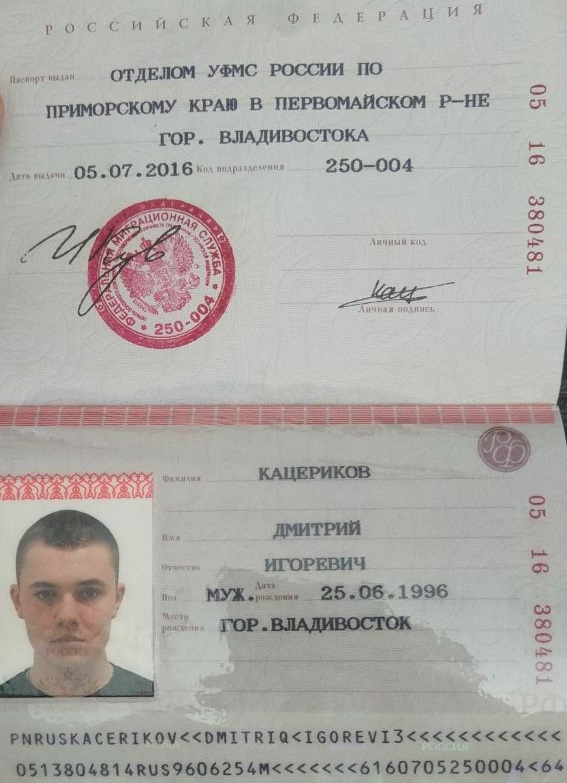 РОССИЙСКАЯ ФЕДЕРАЦИЯ
Паспорт выдан ОТДЕЛОМ УФМС РОССИИ ПО
ПРИМОРСКОМУ КРАЮ В ПЕРВОМАЙСКОМ Р-НЕ
ГОР. ВЛАДИВОСТОКА
Дата выдачи 05.07.2016 Код подразделения 250-004
05 16 380481
ФЕДЕРАЛЬНАЯ МИГРАЦИОННАЯ СЛУЖБА
250-004
Личный код
Личная подпись
РФ
Фамилия КАЦЕРИКОВ
Имя ДМИТРИЙ
Отчество ИГОРЕВИЧ
Пол МУЖ. Дата рождения 25.06.1996
Место рождения ГОР.ВЛАДИВОСТОК
05 16 380481
РОССИЯ
PNRUSKACERIKOV<<DMITRIQ<IGOREVI3<<<<<<<<<<<<
0513804814RUS9606254M<<<<<<<6160705250004<64